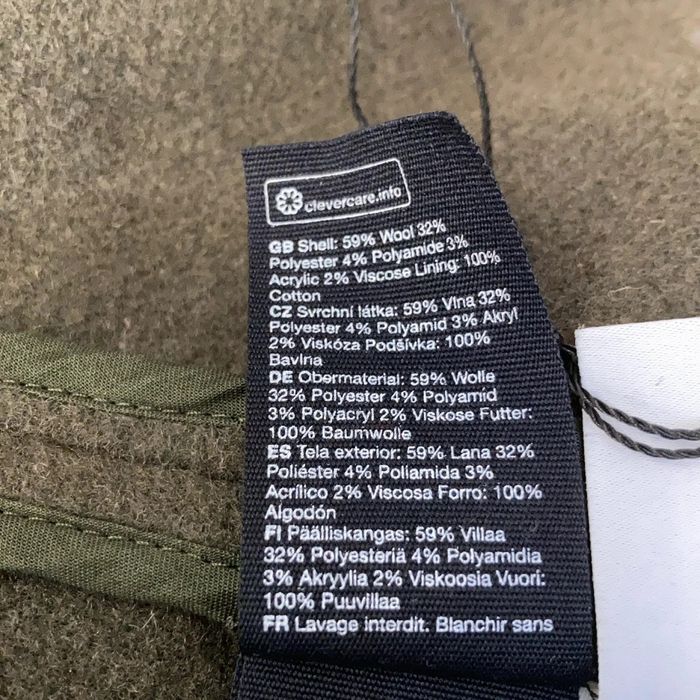 clevercare.info
GB Shell: 59% Wool 32%
Polyester 4% Polyamide 3%
Acrylic 2% Viscose Lining: 100%
Cotton
CZ Svrchní látka: 59% Vlna 32%
Polyester 4% Polyamid 3% Akryl
2% Viskóza Podšívka: 100%
Bavlna
DE Obermaterial: 59% Wolle
32% Polyester 4% Polyamid
3% Polyacryl 2% Viskose Futter:
100% Baumwolle
ES Tela exterior: 59% Lana 32%
Poliéster 4% Poliamida 3%
Acrílico 2% Viscosa Forro: 100%
Algodón
FI Päälliskangas: 59% Villaa
32% Polyesteriä 4% Polyamidia
3% Akryylia 2% Viskoosia Vuori:
100% Puuvillaa
FR Lavage interdit. Blanchir sans